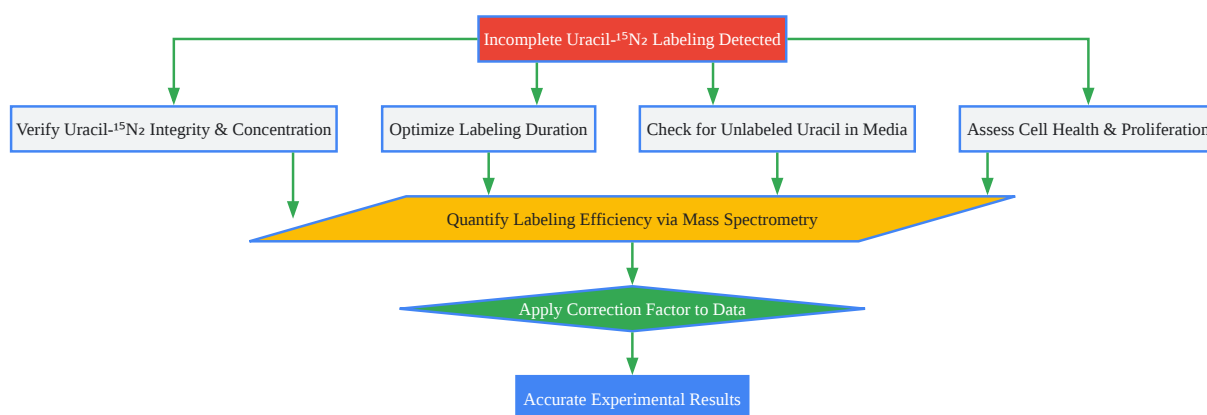 Incomplete Uracil-¹⁵N₂ Labeling Detected
Verify Uracil-¹⁵N₂ Integrity & Concentration
Optimize Labeling Duration
Check for Unlabeled Uracil in Media
Assess Cell Health & Proliferation
Quantify Labeling Efficiency via Mass Spectrometry
Apply Correction Factor to Data
Accurate Experimental Results